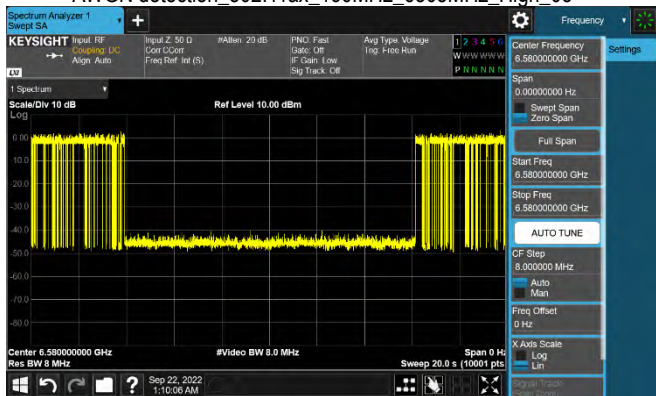 Spectrum Analyzer 1
Swept SA
+
Frequency
KEYSIGHT
Input: RF
Coupling: DC
Align: Auto
Input Z: 50 Ω
Corr CCorr
Freq Ref: Int (S)
#Atten: 20 dB
PNO: Fast
Gate: Off
IF Gain: Low
Sig Track: Off
Avg Type: Voltage
Trig: Free Run
1 2 3 4 5 6
W W W W W W
P N N N N N
LXI
1 Spectrum
Scale/Div 10 dB
Ref Level 10.00 dBm
Log
0.00
-10.0
-20.0
-30.0
-40.0
-50.0
-60.0
-70.0
-80.0
Center 6.580000000 GHz
#Video BW 8.0 MHz
Span 0 Hz
Res BW 8 MHz
Sweep 20.0 s (10001 pts
Center Frequency
6.580000000 GHz
Settings
Span
0.00000000 Hz
Swept Span
Zero Span
Full Span
Start Freq
6.580000000 GHz
Stop Freq
6.580000000 GHz
AUTO TUNE
CF Step
8.000000 MHz
Auto
Man
Freq Offset
0 Hz
X Axis Scale
Log
Lin
Signal Track
?
Sep 22, 2022
1:10:06 AM